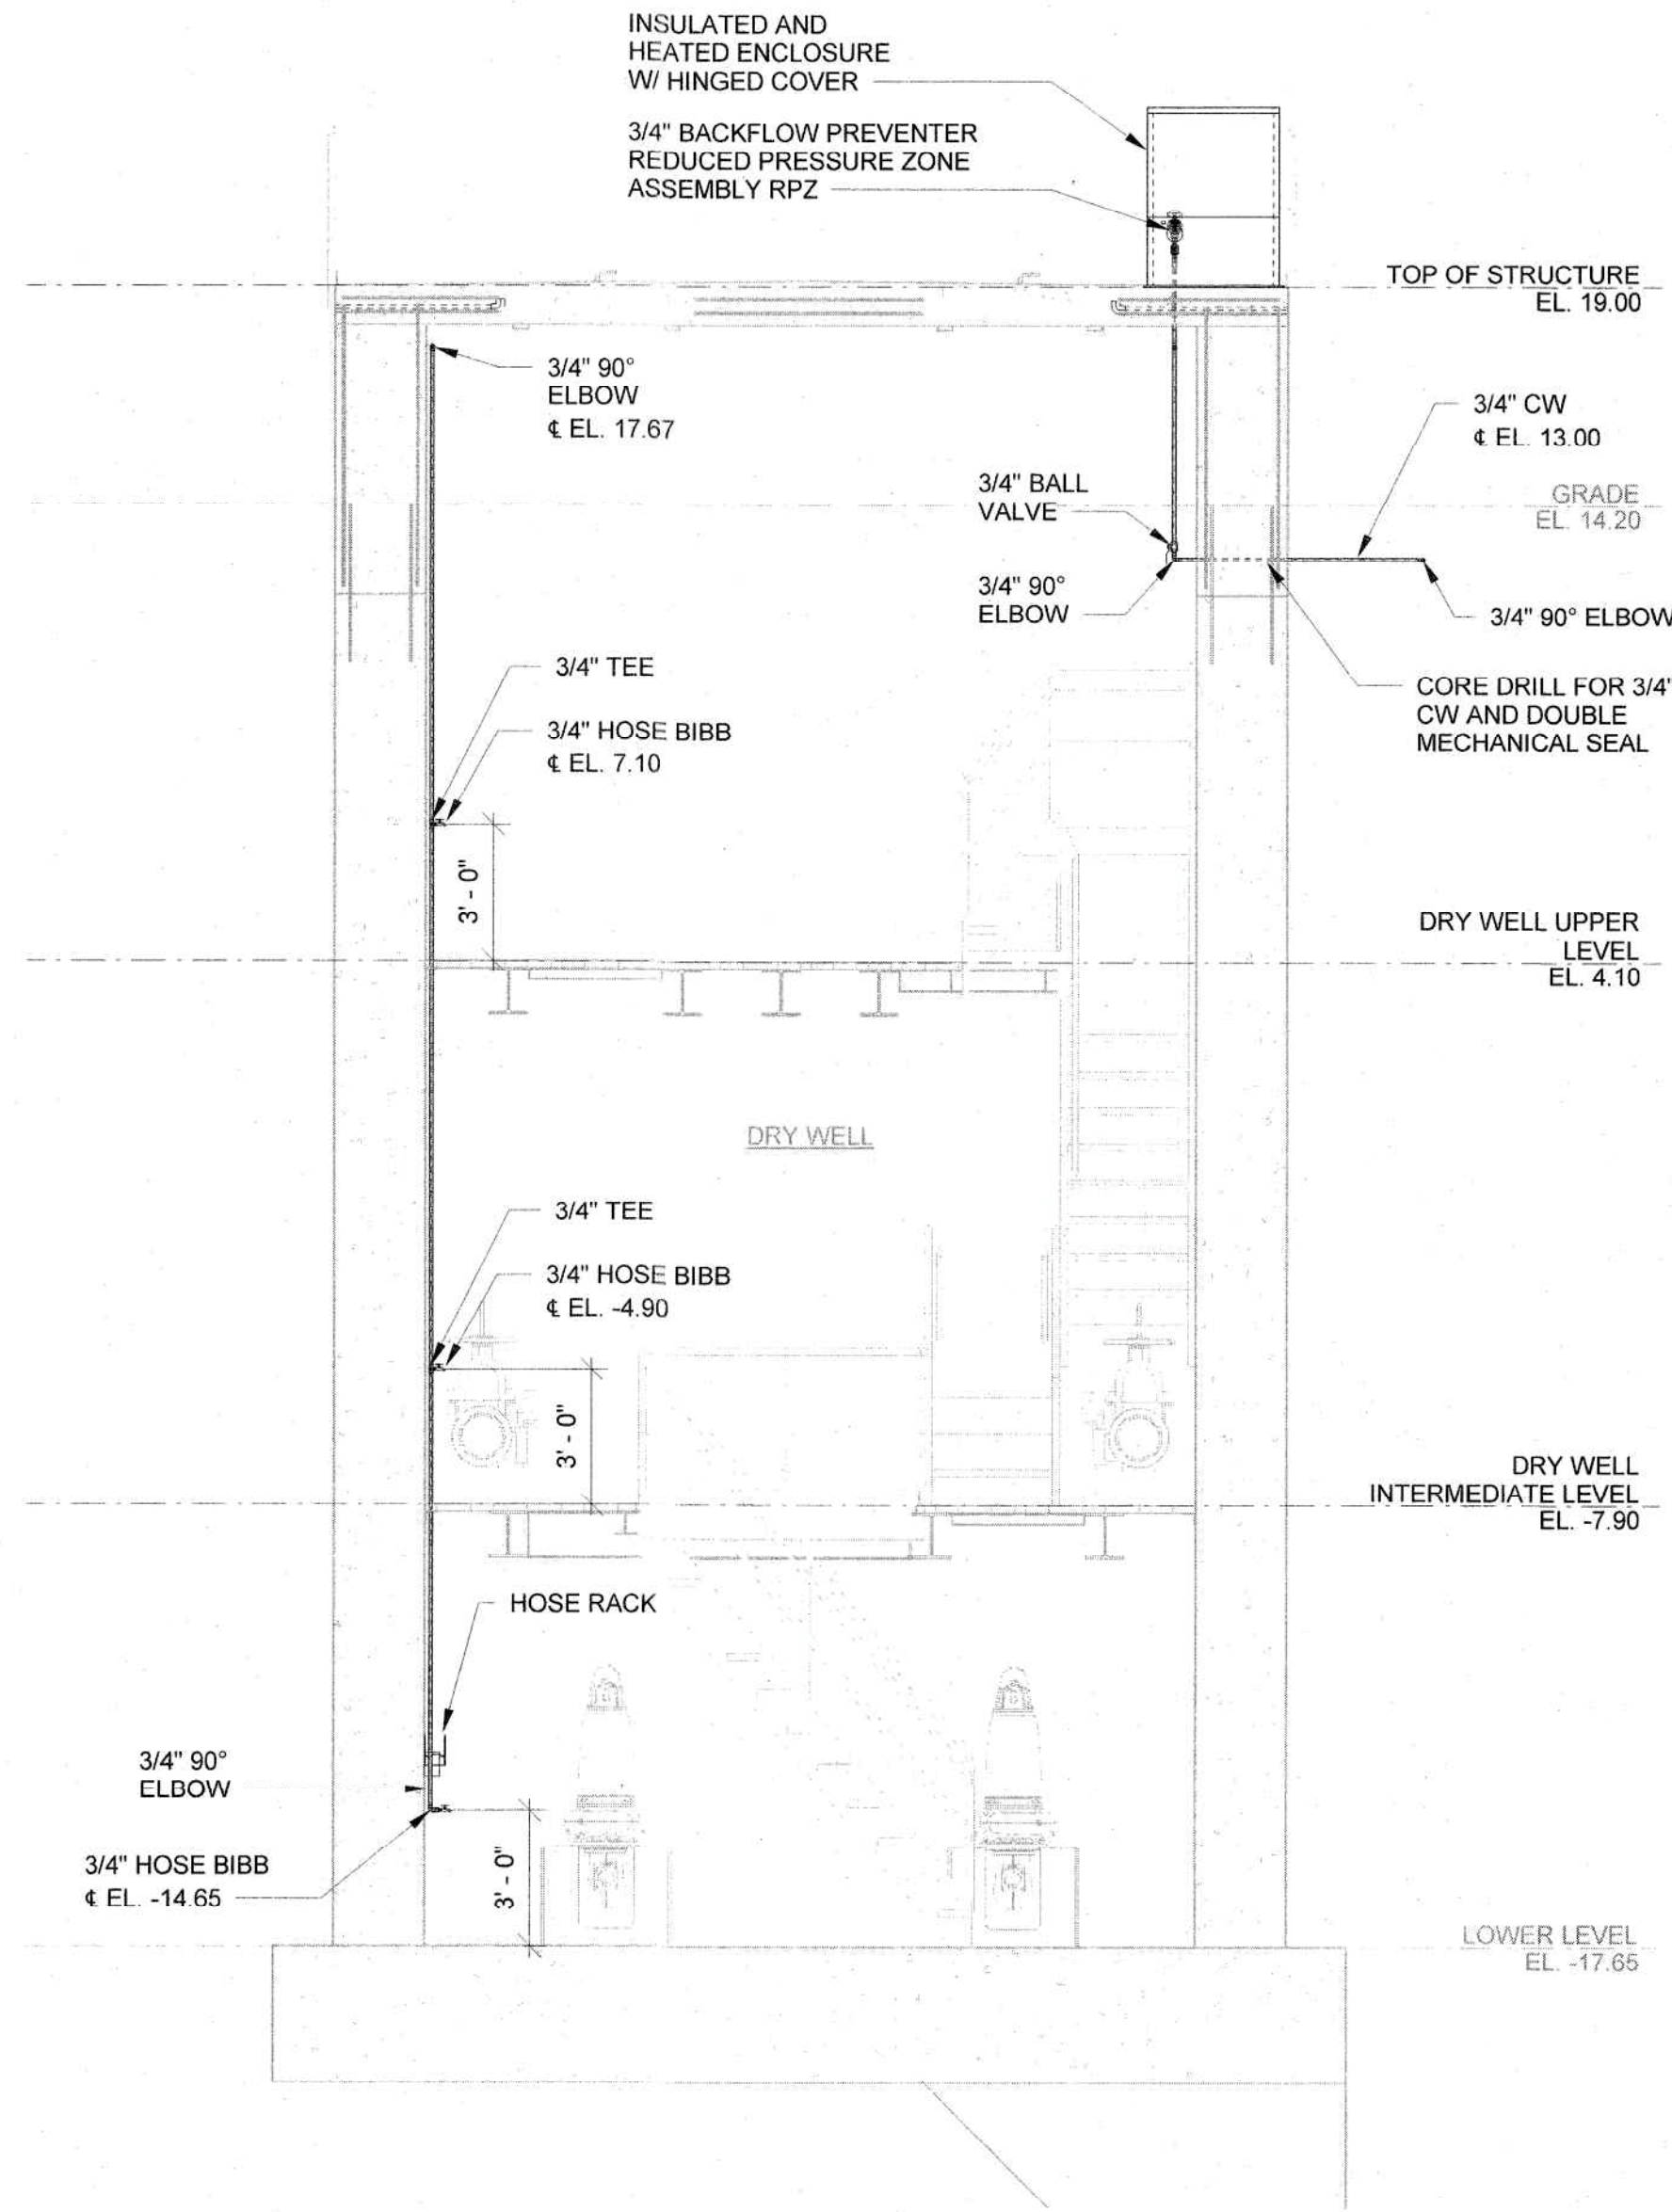 INSULATED AND
HEATED ENCLOSURE
W/ HINGED COVER
3/4" BACKFLOW PREVENTER
REDUCED PRESSURE ZONE
ASSEMBLY RPZ
TOP OF STRUCTURE
EL. 19.00
3/4" 90°
ELBOW
℄ EL. 17.67
3/4" CW
℄ EL. 13.00
3/4" BALL
VALVE
GRADE
EL. 14.20
3/4" 90°
ELBOW
3/4" 90° ELBOW
3/4" TEE
CORE DRILL FOR 3/4"
CW AND DOUBLE
MECHANICAL SEAL
3/4" HOSE BIBB
℄ EL. 7.10
3' - 0"
DRY WELL UPPER
LEVEL
EL. 4.10
DRY WELL
3/4" TEE
3/4" HOSE BIBB
℄ EL. -4.90
3' - 0"
DRY WELL
INTERMEDIATE LEVEL
EL. -7.90
HOSE RACK
3/4" 90°
ELBOW
3/4" HOSE BIBB
℄ EL. -14.65
3' - 0"
LOWER LEVEL
EL. -17.65